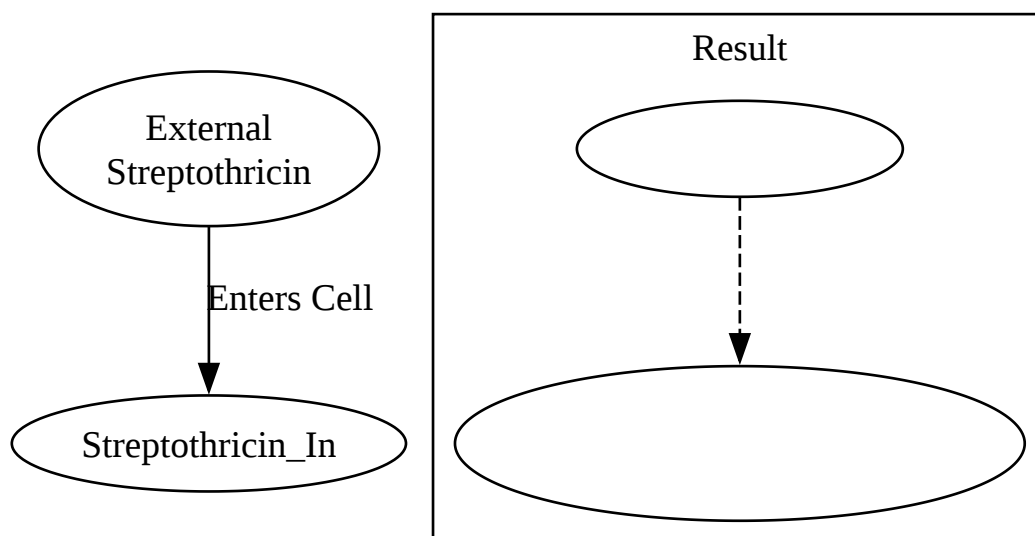 External
Streptothricin
Enters Cell
Streptothricin_In
Result